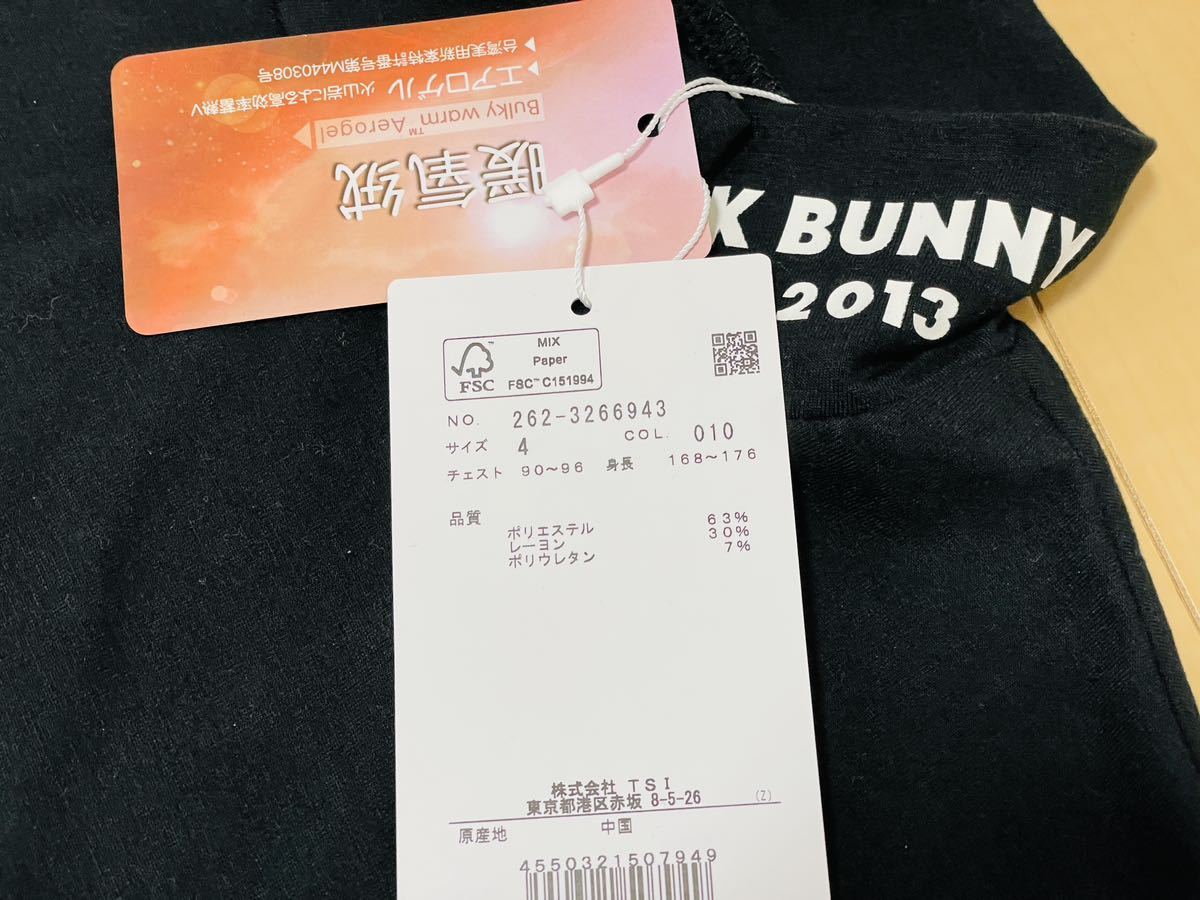 暖氣絨
Bulky warm™ Aerogel
エアロゲル 火山岩による高効率蓄熱
台湾実用新案特許番号第M440308号
K BUNNY
2013
FSC™
MIX
Paper
FSC™ C151994
NO. 262-3266943
サイズ 4 COL. 010
チェスト 90〜96 身長 168〜176
品質
ポリエステル 63%
レーヨン 30%
ポリウレタン 7%
株式会社 TSI
東京都港区赤坂 8-5-26 (Z)
原産地 中国
4550321507949